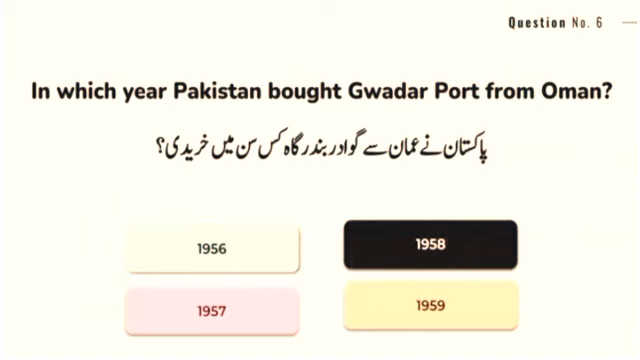 Question No. 6
In which year Pakistan bought Gwadar Port from Oman?
پاکستان نے عمان سے گوادر بندرگاہ کس سن میں خریدی؟
1956
1958
1957
1959